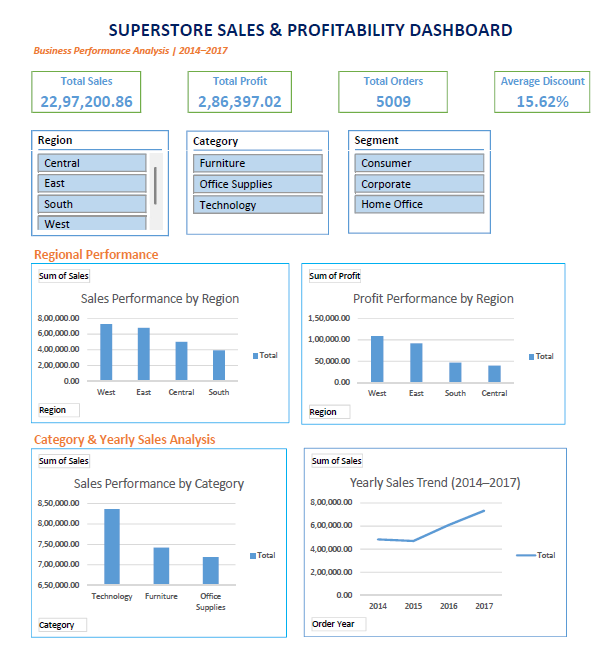 SUPERSTORE SALES & PROFITABILITY DASHBOARD
Business Performance Analysis | 2014–2017
Total Sales
22,97,200.86
Total Profit
2,86,397.02
Total Orders
5009
Average Discount
15.62%
Region
Central
East
South
West
Category
Furniture
Office Supplies
Technology
Segment
Consumer
Corporate
Home Office
Regional Performance
Sum of Sales
Sales Performance by Region
8,00,000.00
6,00,000.00
4,00,000.00
2,00,000.00
0.00
West East Central South
Total
Region
Sum of Profit
Profit Performance by Region
1,50,000.00
1,00,000.00
50,000.00
0.00
West East South Central
Total
Region
Category & Yearly Sales Analysis
Sum of Sales
Sales Performance by Category
8,50,000.00
8,00,000.00
7,50,000.00
7,00,000.00
6,50,000.00
Technology Furniture Office
Supplies
Total
Category
Sum of Sales
Yearly Sales Trend (2014–2017)
8,00,000.00
6,00,000.00
4,00,000.00
2,00,000.00
0.00
2014 2015 2016 2017
Total
Order Year